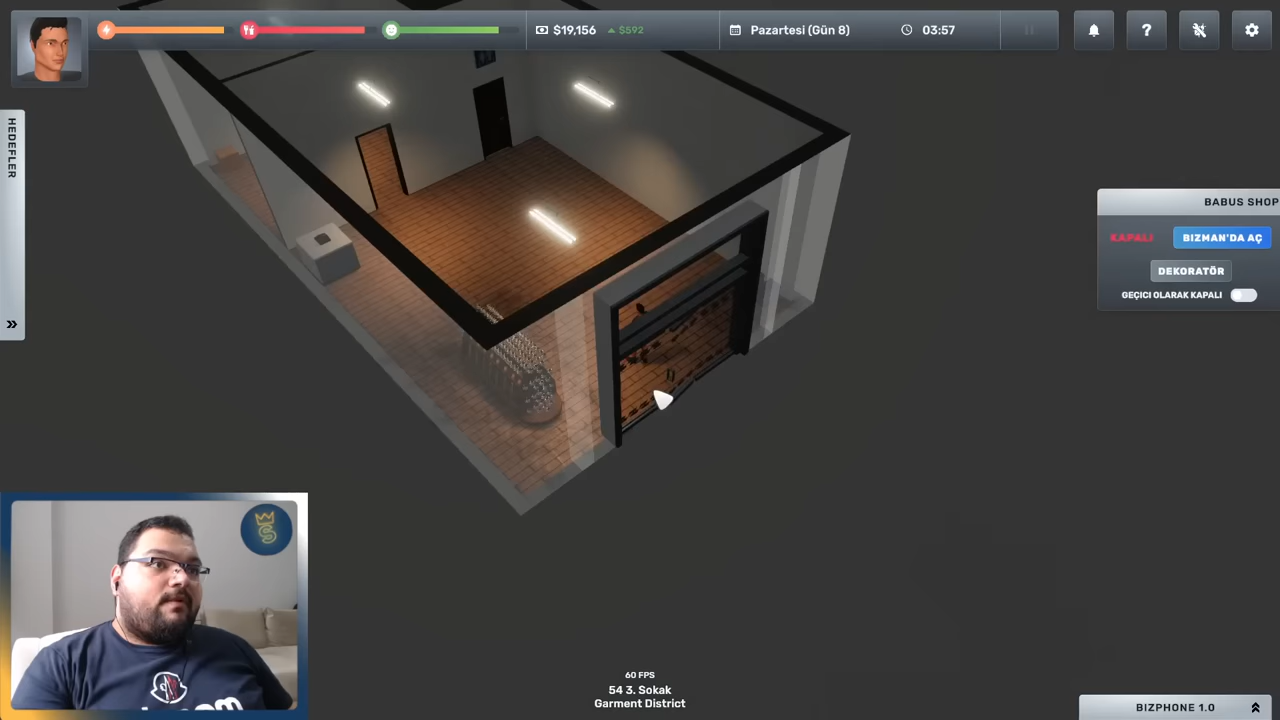 $19,156
$592
Pazartesi (Gün 8)
03:57
?
HEDEFLER
BABUS SHOP
KAPALI
BIZMAN'DA AÇ
DEKORATÖR
GEÇICI OLARAK KAPALI
60 FPS
54 3. Sokak
Garment District
BIZPHONE 1.0